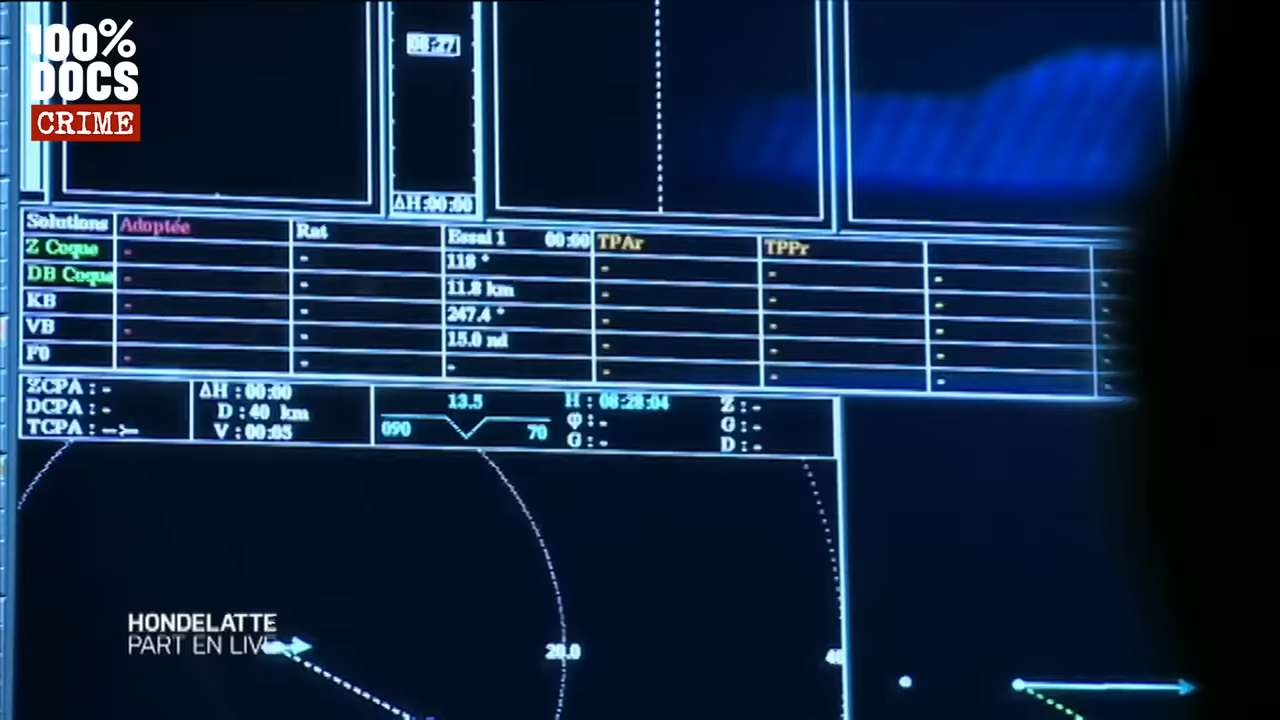 100%
DOCS
CRIME
ΔH:00:00
Solutions Adoptée Rat Essai 1 00:00 TPAr TPPr
Z Coque - - 118 ° - - -
DB Coque - - 11.8 km - - -
KB - - 247.4 ° - - -
VB - - 15.0 nd - - -
F0 - - - - - -
ZCPA : -
DCPA : -
TCPA : -
ΔH : 00:00
D : 40 km
V : 00:05
13.5
090 70
H : 08:28:04 Z : -
φ : - G : -
G : - D : -
HONDELATTE
PART EN LIVE
20.0